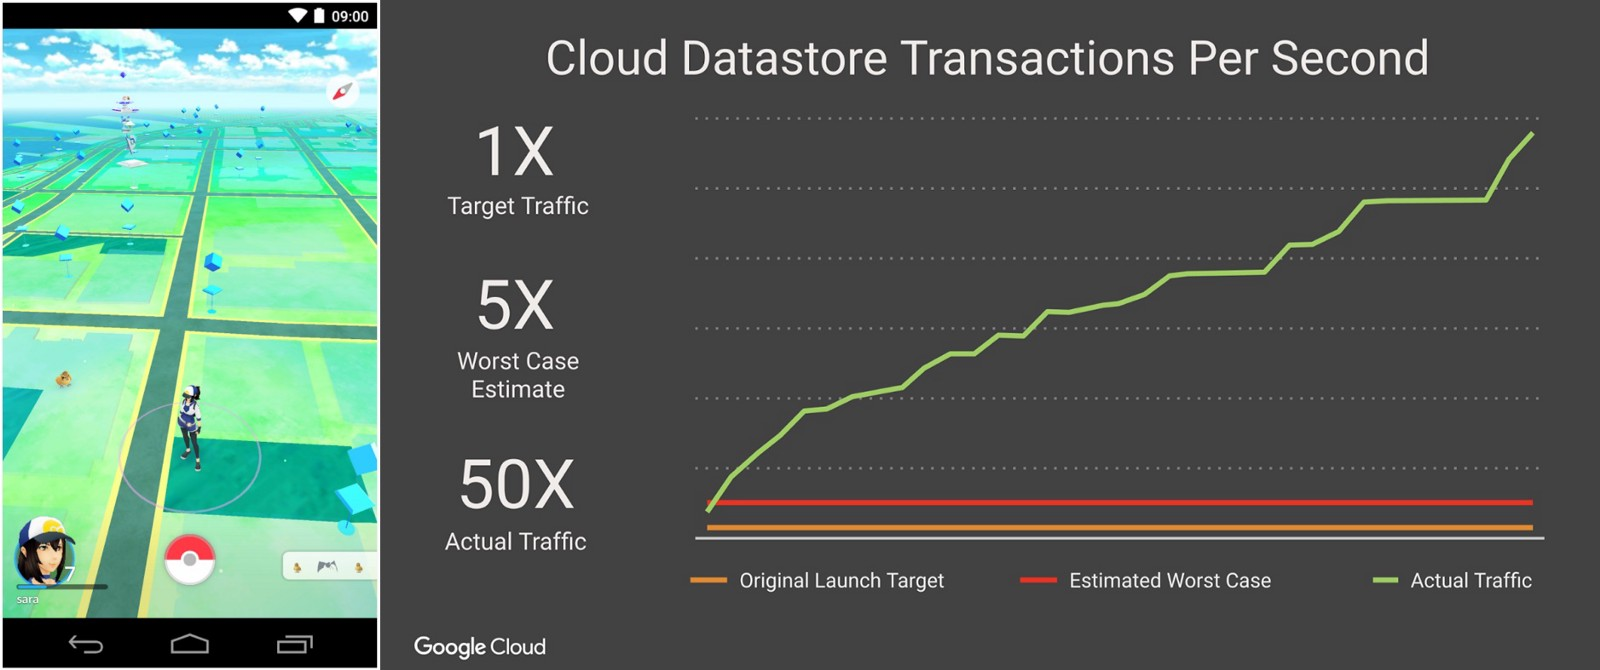 09:00
7
sara
Cloud Datastore Transactions Per Second
1X
Target Traffic
5X
Worst Case
Estimate
50X
Actual Traffic
Original Launch Target
Estimated Worst Case
Actual Traffic
Google Cloud